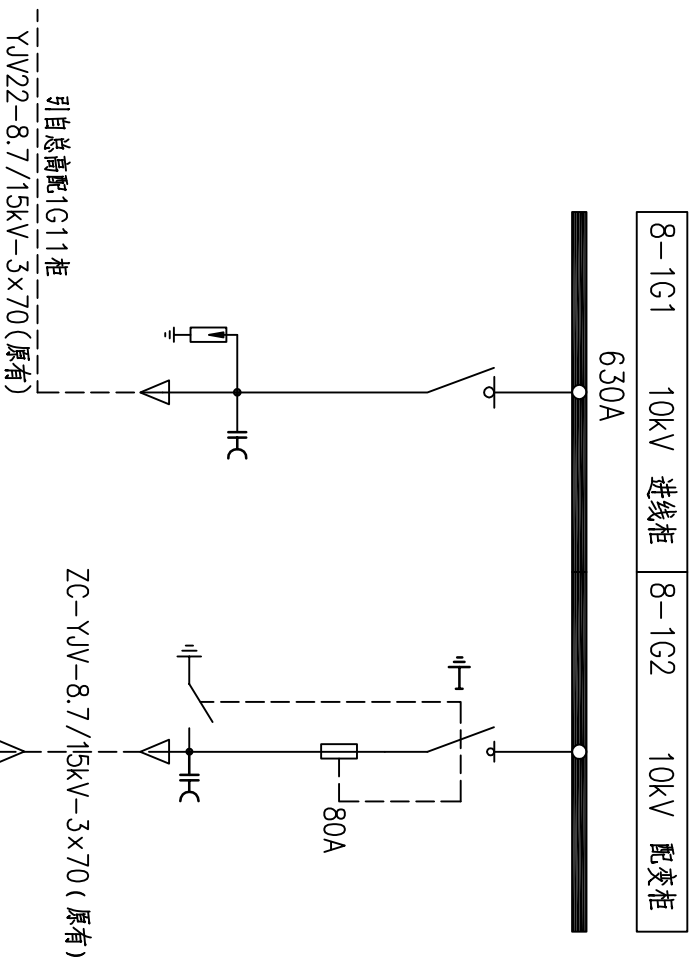 8-1G1 10kV 进线柜
8-1G2 10kV 配变柜
630A
80A
引自总高配1G11柜
YJV22-8.7/15kV-3×70(原有)
ZC-YJV-8.7/15kV-3×70(原有)